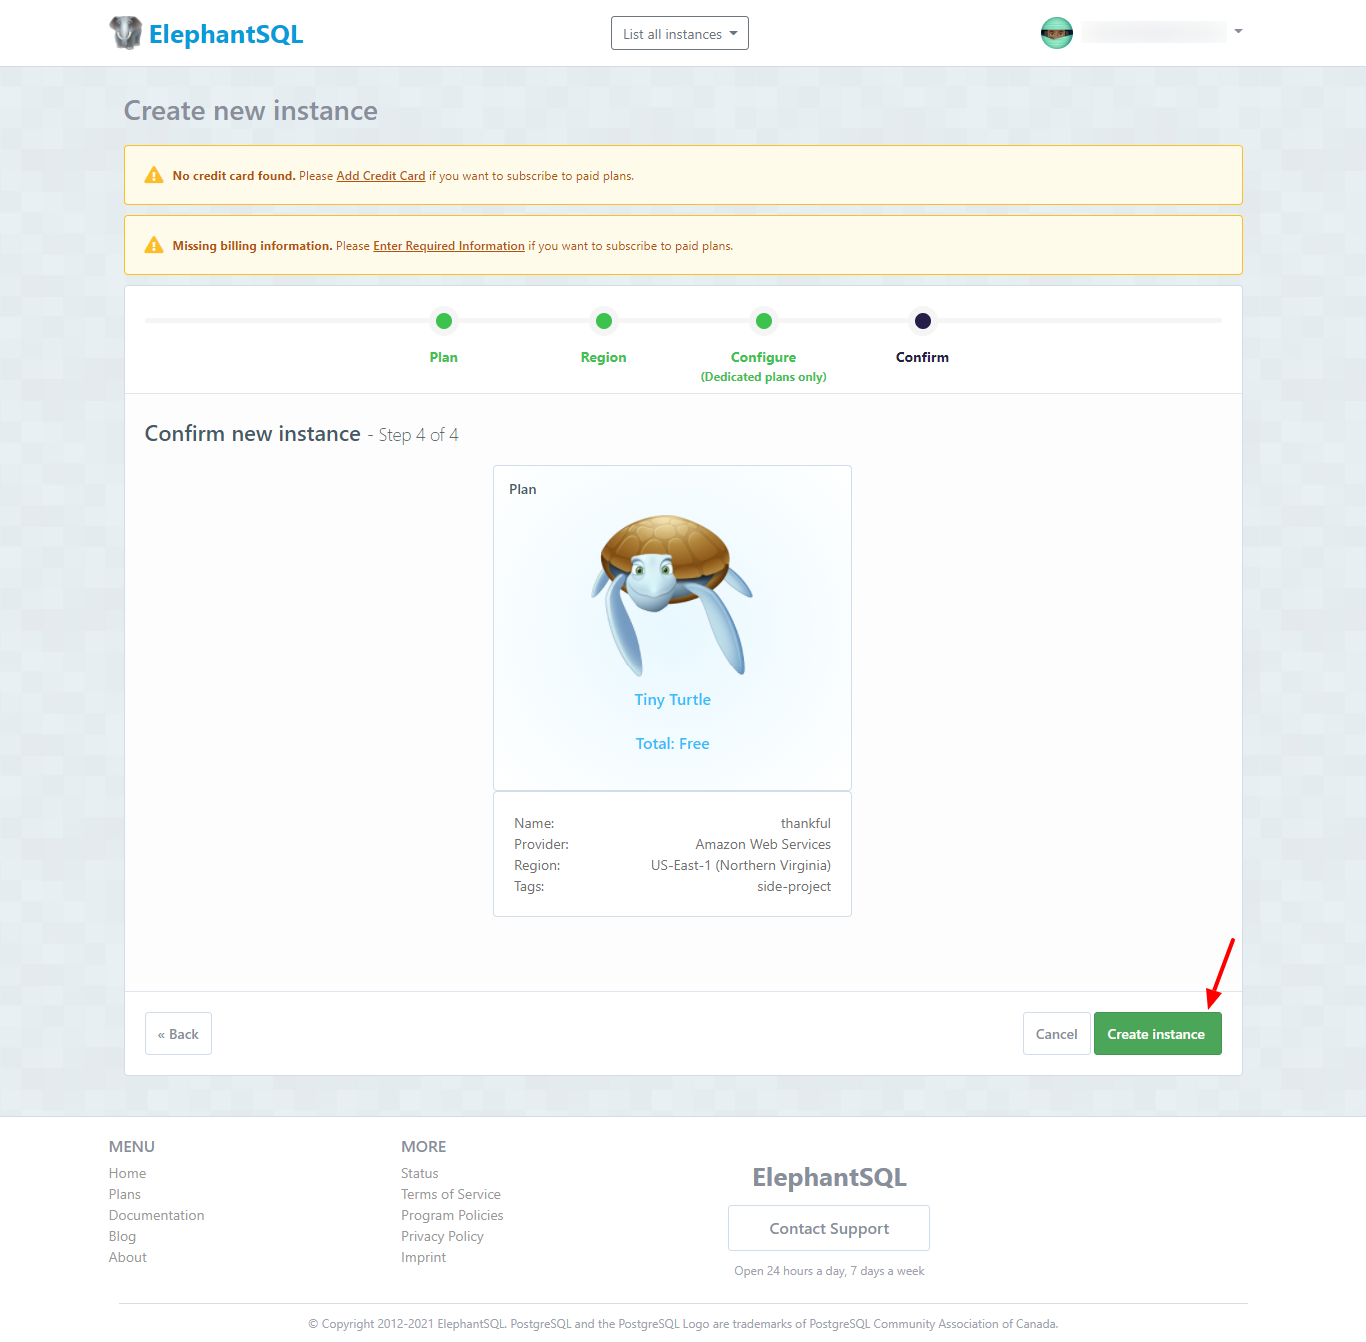 ElephantSQL
List all instances
Create new instance
No credit card found. Please Add Credit Card if you want to subscribe to paid plans.
Missing billing information. Please Enter Required Information if you want to subscribe to paid plans.
Plan
Region
Configure
(Dedicated plans only)
Confirm
Confirm new instance - Step 4 of 4
Plan
Tiny Turtle
Total: Free
Name: thankful
Provider: Amazon Web Services
Region: US-East-1 (Northern Virginia)
Tags: side-project
« Back
Cancel
Create instance
MENU
Home
Plans
Documentation
Blog
About
MORE
Status
Terms of Service
Program Policies
Privacy Policy
Imprint
ElephantSQL
Contact Support
Open 24 hours a day, 7 days a week
© Copyright 2012-2021 ElephantSQL. PostgreSQL and the PostgreSQL Logo are trademarks of PostgreSQL Community Association of Canada.